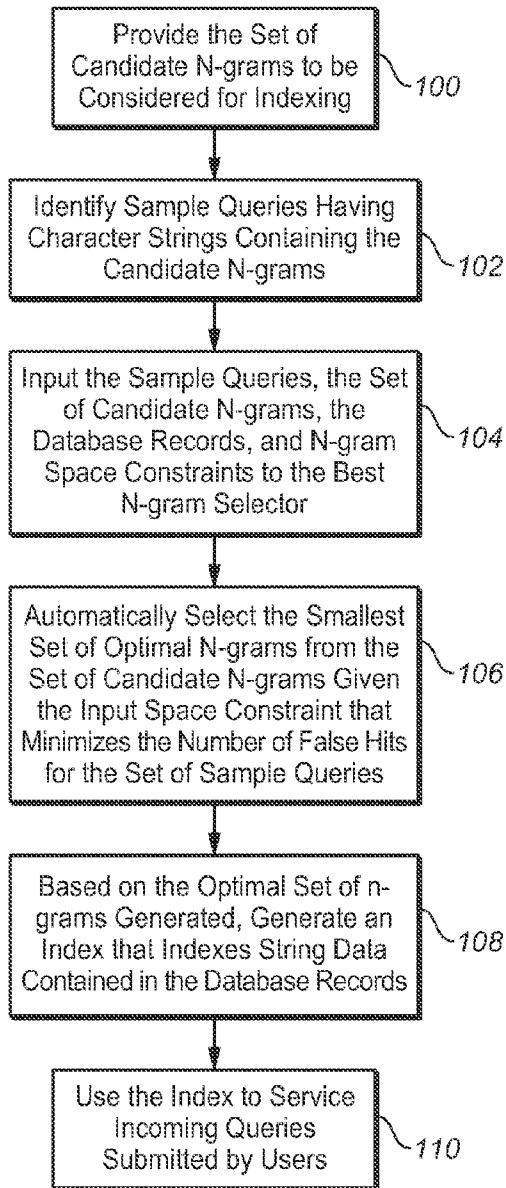 Provide the Set of
Candidate N-grams to be
Considered for Indexing
100
Identify Sample Queries Having
Character Strings Containing the
Candidate N-grams
102
Input the Sample Queries, the Set
of Candidate N-grams, the
Database Records, and N-gram
Space Constraints to the Best
N-gram Selector
104
Automatically Select the Smallest
Set of Optimal N-grams from the
Set of Candidate N-grams Given
the Input Space Constraint that
Minimizes the Number of False Hits
for the Set of Sample Queries
106
Based on the Optimal Set of n-
grams Generated, Generate an
Index that Indexes String Data
Contained in the Database Records
108
Use the Index to Service
Incoming Queries
Submitted by Users
110